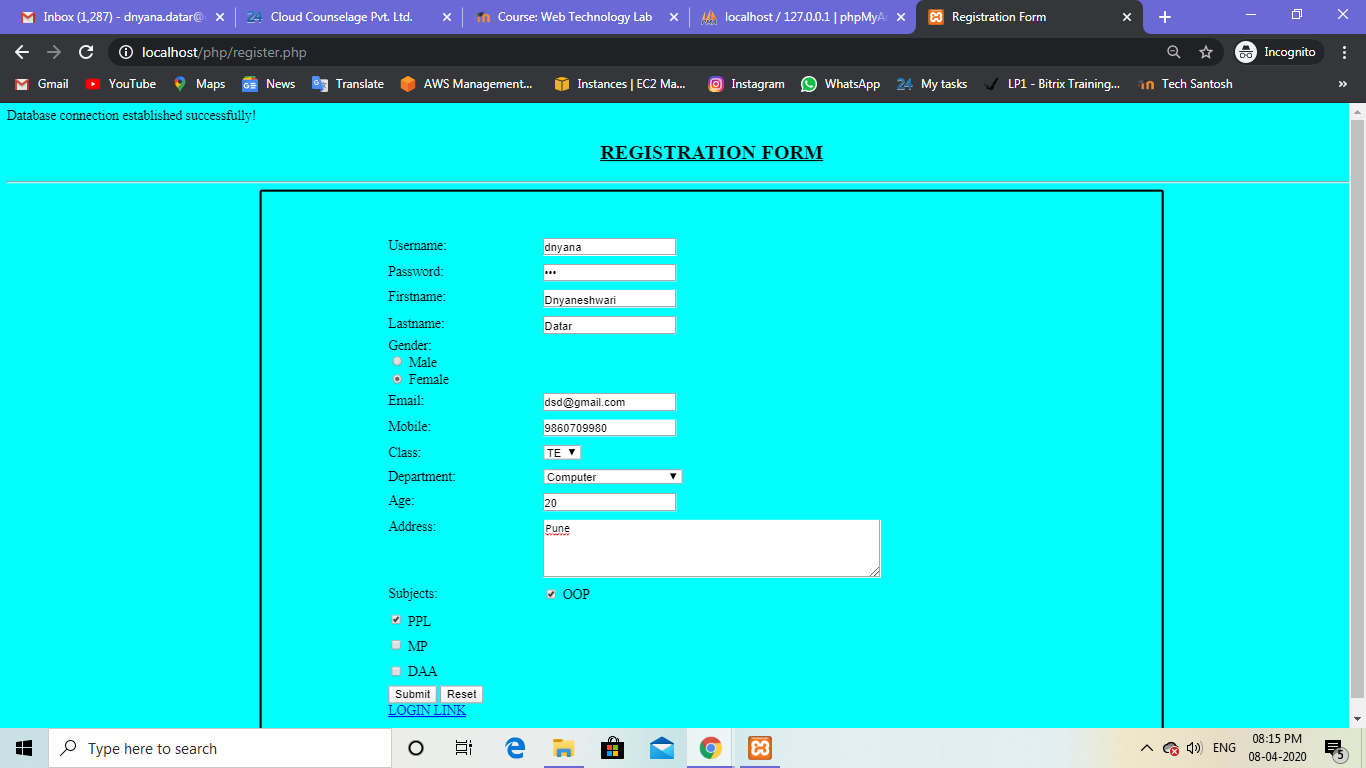 Inbox (1,287) - dnyana.datar@
Cloud Counselage Pvt. Ltd.
Course: Web Technology Lab
localhost / 127.0.0.1 | phpMyA
Registration Form
localhost/php/register.php
Incognito
Gmail
YouTube
Maps
News
Translate
AWS Management...
Instances | EC2 Ma...
Instagram
WhatsApp
24 My tasks
LP1 - Bitrix Training...
Tech Santosh
»
Database connection established successfully!
REGISTRATION FORM
Username: dnyana
Password: •••
Firstname: Dnyaneshwari
Lastname: Datar
Gender:
Male
Female
Email: dsd@gmail.com
Mobile: 9860709980
Class: TE
Department: Computer
Age: 20
Address: Pune
Subjects: OOP
PPL
MP
DAA
Submit Reset
LOGIN LINK
Type here to search
ENG
08:15 PM
08-04-2020
5